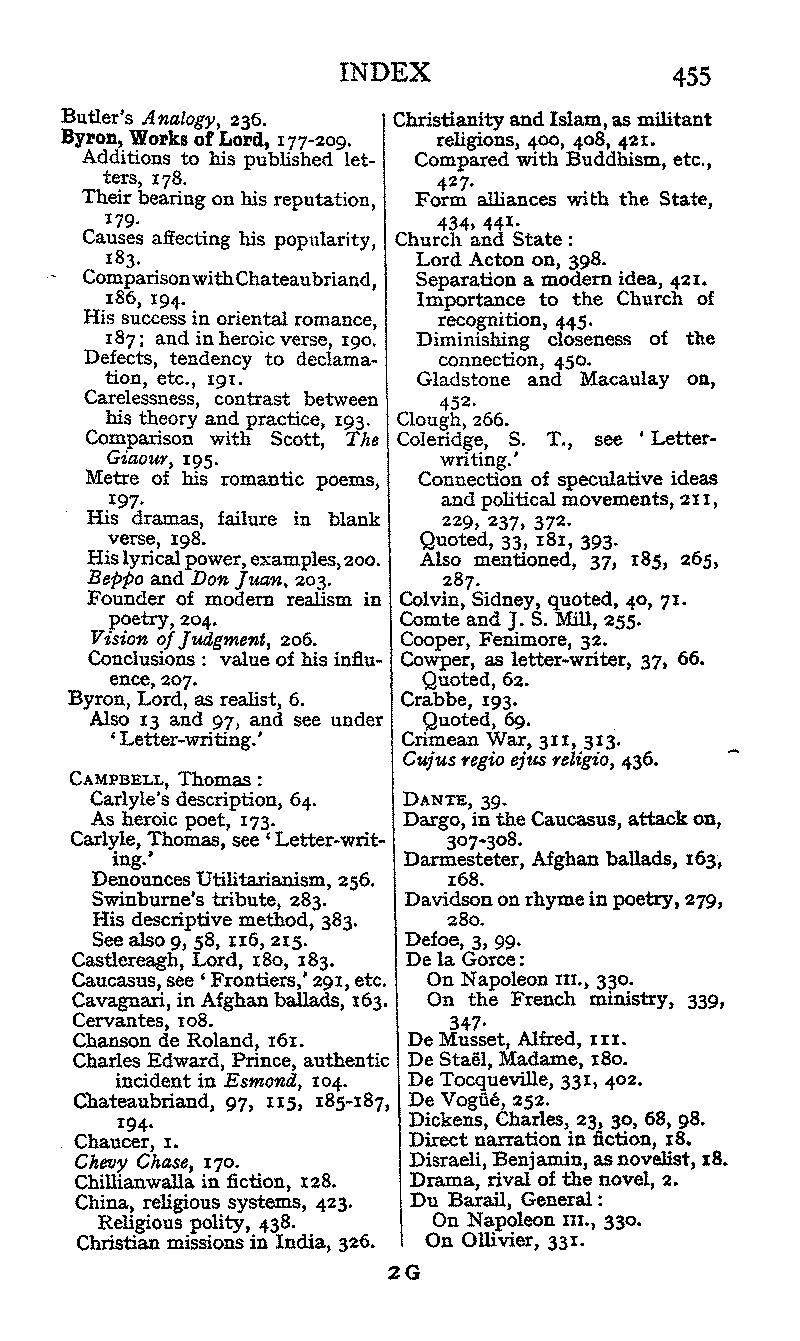 INDEX 455
Butler's Analogy, 236.
Byron, Works of Lord, 177-209.
Additions to his published let-
ters, 178.
Their bearing on his reputation,
179.
Causes affecting his popularity,
183.
Comparison with Chateaubriand,
186, 194.
His success in oriental romance,
187; and in heroic verse, 190.
Defects, tendency to declama-
tion, etc., 191.
Carelessness, contrast between
his theory and practice, 193.
Comparison with Scott, The
Giaour, 195.
Metre of his romantic poems,
197.
His dramas, failure in blank
verse, 198.
His lyrical power, examples, 200.
Beppo and Don Juan, 203.
Founder of modern realism in
poetry, 204.
Vision of Judgment, 206.
Conclusions : value of his influ-
ence, 207.
Byron, Lord, as realist, 6.
Also 13 and 97, and see under
'Letter-writing.'
CAMPBELL, Thomas :
Carlyle's description, 64.
As heroic poet, 173.
Carlyle, Thomas, see 'Letter-writ-
ing.'
Denounces Utilitarianism, 256.
Swinburne's tribute, 283.
His descriptive method, 383.
See also 9, 58, 116, 215.
Castlereagh, Lord, 180, 183.
Caucasus, see 'Frontiers,' 291, etc.
Cavagnari, in Afghan ballads, 163.
Cervantes, 108.
Chanson de Roland, 161.
Charles Edward, Prince, authentic
incident in Esmond, 104.
Chateaubriand, 97, 115, 185-187,
194.
Chaucer, 1.
Chevy Chase, 170.
Chillianwalla in fiction, 128.
China, religious systems, 423.
Religious polity, 438.
Christian missions in India, 326.
Christianity and Islam, as militant
religions, 400, 408, 421.
Compared with Buddhism, etc.,
427.
Form alliances with the State,
434, 441.
Church and State :
Lord Acton on, 398.
Separation a modern idea, 421.
Importance to the Church of
recognition, 445.
Diminishing closeness of the
connection, 450.
Gladstone and Macaulay on,
452.
Clough, 266.
Coleridge, S. T., see 'Letter-
writing.'
Connection of speculative ideas
and political movements, 211,
229, 237, 372.
Quoted, 33, 181, 393.
Also mentioned, 37, 185, 265,
287.
Colvin, Sidney, quoted, 40, 71.
Comte and J. S. Mill, 255.
Cooper, Fenimore, 32.
Cowper, as letter-writer, 37, 66.
Quoted, 62.
Crabbe, 193.
Quoted, 69.
Crimean War, 311, 313.
Cujus regio ejus religio, 436.
DANTE, 39.
Dargo, in the Caucasus, attack on,
307-308.
Darmesteter, Afghan ballads, 163,
168.
Davidson on rhyme in poetry, 279,
280.
Defoe, 3, 99.
De la Gorce :
On Napoleon III., 330.
On the French ministry, 339,
347.
De Musset, Alfred, 111.
De Staël, Madame, 180.
De Tocqueville, 331, 402.
De Vogüé, 252.
Dickens, Charles, 23, 30, 68, 98.
Direct narration in fiction, 18.
Disraeli, Benjamin, as novelist, 18.
Drama, rival of the novel, 2.
Du Barail, General :
On Napoleon III., 330.
On Ollivier, 331.
2 G